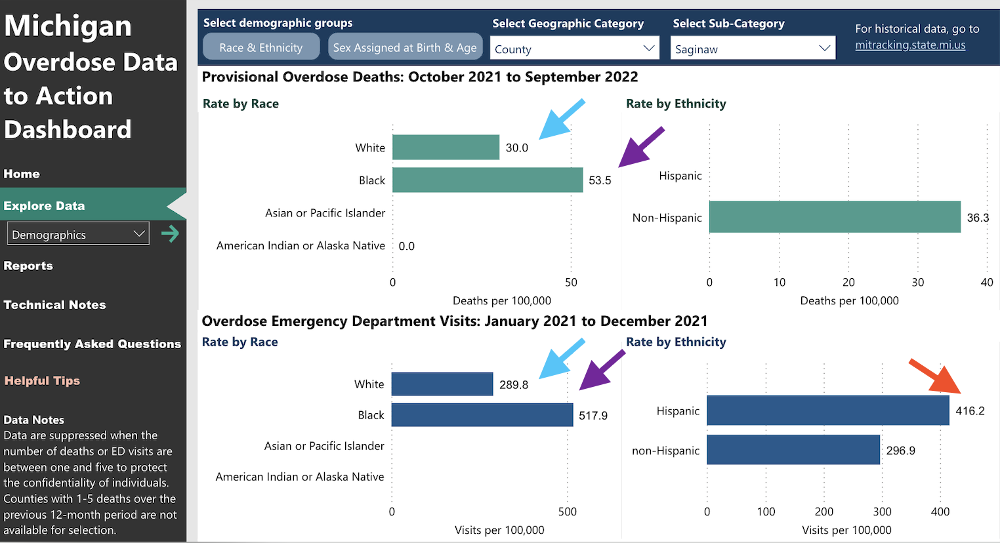 Michigan
Overdose Data
to Action
Dashboard
Home
Explore Data
Demographics
Reports
Technical Notes
Frequently Asked Questions
Helpful Tips
Data Notes
Data are suppressed when the
number of deaths or ED visits are
between one and five to protect
the confidentiality of individuals.
Counties with 1-5 deaths over the
previous 12-month period are not
available for selection.
Select demographic groups
Race & Ethnicity
Sex Assigned at Birth & Age
Select Geographic Category
County
Select Sub-Category
Saginaw
For historical data, go to
mitracking.state.mi.us
Provisional Overdose Deaths: October 2021 to September 2022
Rate by Race
White
30.0
Black
53.5
Asian or Pacific Islander
American Indian or Alaska Native
0.0
0
50
Deaths per 100,000
Rate by Ethnicity
Hispanic
Non-Hispanic
36.3
0
10
20
30
40
Deaths per 100,000
Overdose Emergency Department Visits: January 2021 to December 2021
Rate by Race
White
289.8
Black
517.9
Asian or Pacific Islander
American Indian or Alaska Native
0
500
Visits per 100,000
Rate by Ethnicity
Hispanic
416.2
non-Hispanic
296.9
0
100
200
300
400
Visits per 100,000